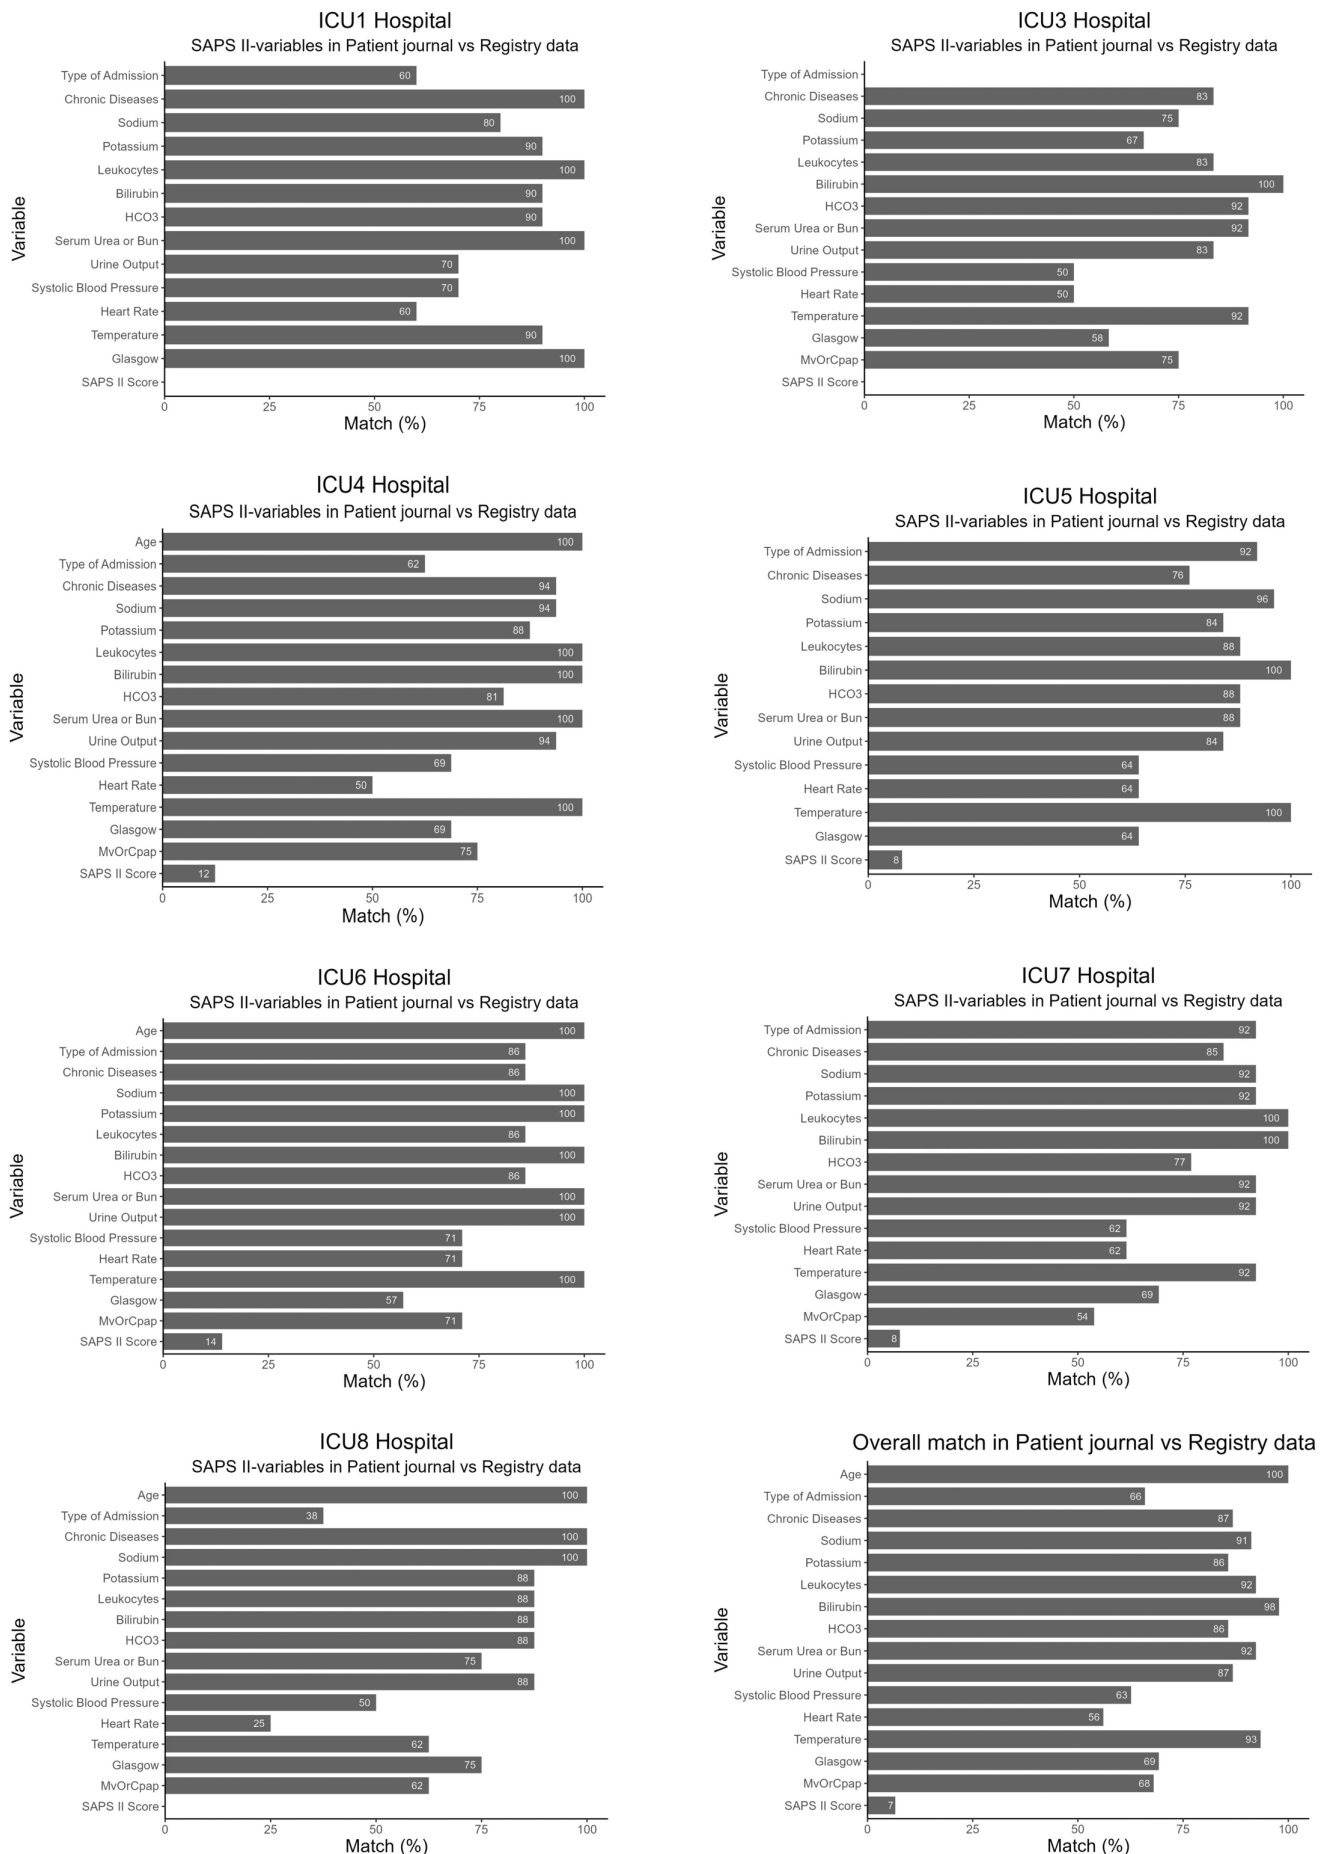 ICU1 Hospital
SAPS II-variables in Patient journal vs Registry data
Variable
Type of Admission 60
Chronic Diseases 100
Sodium 80
Potassium 90
Leukocytes 100
Bilirubin 90
HCO3 90
Serum Urea or Bun 100
Urine Output 70
Systolic Blood Pressure 70
Heart Rate 60
Temperature 90
Glasgow 100
SAPS II Score
0 25 50 75 100
Match (%)
ICU3 Hospital
SAPS II-variables in Patient journal vs Registry data
Variable
Type of Admission
Chronic Diseases 83
Sodium 75
Potassium 67
Leukocytes 83
Bilirubin 100
HCO3 92
Serum Urea or Bun 92
Urine Output 83
Systolic Blood Pressure 50
Heart Rate 50
Temperature 92
Glasgow 58
MvOrCpap 75
SAPS II Score
0 25 50 75 100
Match (%)
ICU4 Hospital
SAPS II-variables in Patient journal vs Registry data
Variable
Age 100
Type of Admission 62
Chronic Diseases 94
Sodium 94
Potassium 88
Leukocytes 100
Bilirubin 100
HCO3 81
Serum Urea or Bun 100
Urine Output 94
Systolic Blood Pressure 69
Heart Rate 50
Temperature 100
Glasgow 69
MvOrCpap 75
SAPS II Score 12
0 25 50 75 100
Match (%)
ICU5 Hospital
SAPS II-variables in Patient journal vs Registry data
Variable
Type of Admission 92
Chronic Diseases 76
Sodium 96
Potassium 84
Leukocytes 88
Bilirubin 100
HCO3 88
Serum Urea or Bun 88
Urine Output 84
Systolic Blood Pressure 64
Heart Rate 64
Temperature 100
Glasgow 64
SAPS II Score 8
0 25 50 75 100
Match (%)
ICU6 Hospital
SAPS II-variables in Patient journal vs Registry data
Variable
Age 100
Type of Admission 86
Chronic Diseases 86
Sodium 100
Potassium 100
Leukocytes 86
Bilirubin 100
HCO3 86
Serum Urea or Bun 100
Urine Output 100
Systolic Blood Pressure 71
Heart Rate 71
Temperature 100
Glasgow 57
MvOrCpap 71
SAPS II Score 14
0 25 50 75 100
Match (%)
ICU7 Hospital
SAPS II-variables in Patient journal vs Registry data
Variable
Type of Admission 92
Chronic Diseases 85
Sodium 92
Potassium 92
Leukocytes 100
Bilirubin 100
HCO3 77
Serum Urea or Bun 92
Urine Output 92
Systolic Blood Pressure 62
Heart Rate 62
Temperature 92
Glasgow 69
MvOrCpap 54
SAPS II Score 8
0 25 50 75 100
Match (%)
ICU8 Hospital
SAPS II-variables in Patient journal vs Registry data
Variable
Age 100
Type of Admission 38
Chronic Diseases 100
Sodium 100
Potassium 88
Leukocytes 88
Bilirubin 88
HCO3 88
Serum Urea or Bun 75
Urine Output 88
Systolic Blood Pressure 50
Heart Rate 25
Temperature 62
Glasgow 75
MvOrCpap 62
SAPS II Score
0 25 50 75 100
Match (%)
Overall match in Patient journal vs Registry data
Variable
Age 100
Type of Admission 66
Chronic Diseases 87
Sodium 91
Potassium 86
Leukocytes 92
Bilirubin 98
HCO3 86
Serum Urea or Bun 92
Urine Output 87
Systolic Blood Pressure 63
Heart Rate 56
Temperature 93
Glasgow 69
MvOrCpap 68
SAPS II Score 7
0 25 50 75 100
Match (%)